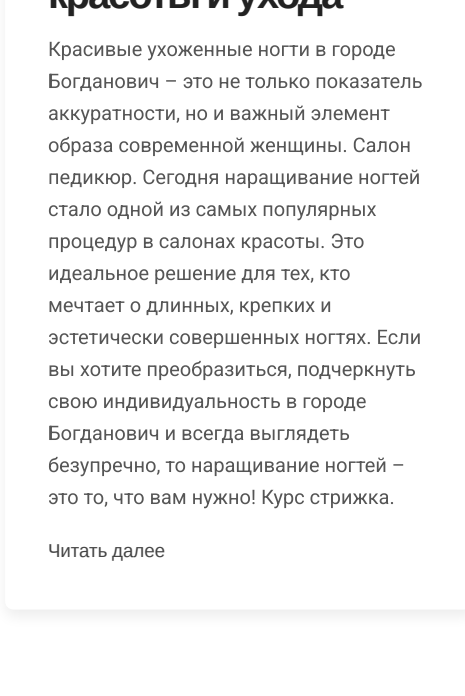 красоты и ухода
Красивые ухоженные ногти в городе
Богданович – это не только показатель
аккуратности, но и важный элемент
образа современной женщины. Салон
педикюр. Сегодня наращивание ногтей
стало одной из самых популярных
процедур в салонах красоты. Это
идеальное решение для тех, кто
мечтает о длинных, крепких и
эстетически совершенных ногтях. Если
вы хотите преобразиться, подчеркнуть
свою индивидуальность в городе
Богданович и всегда выглядеть
безупречно, то наращивание ногтей –
это то, что вам нужно! Курс стрижка.
Читать далее